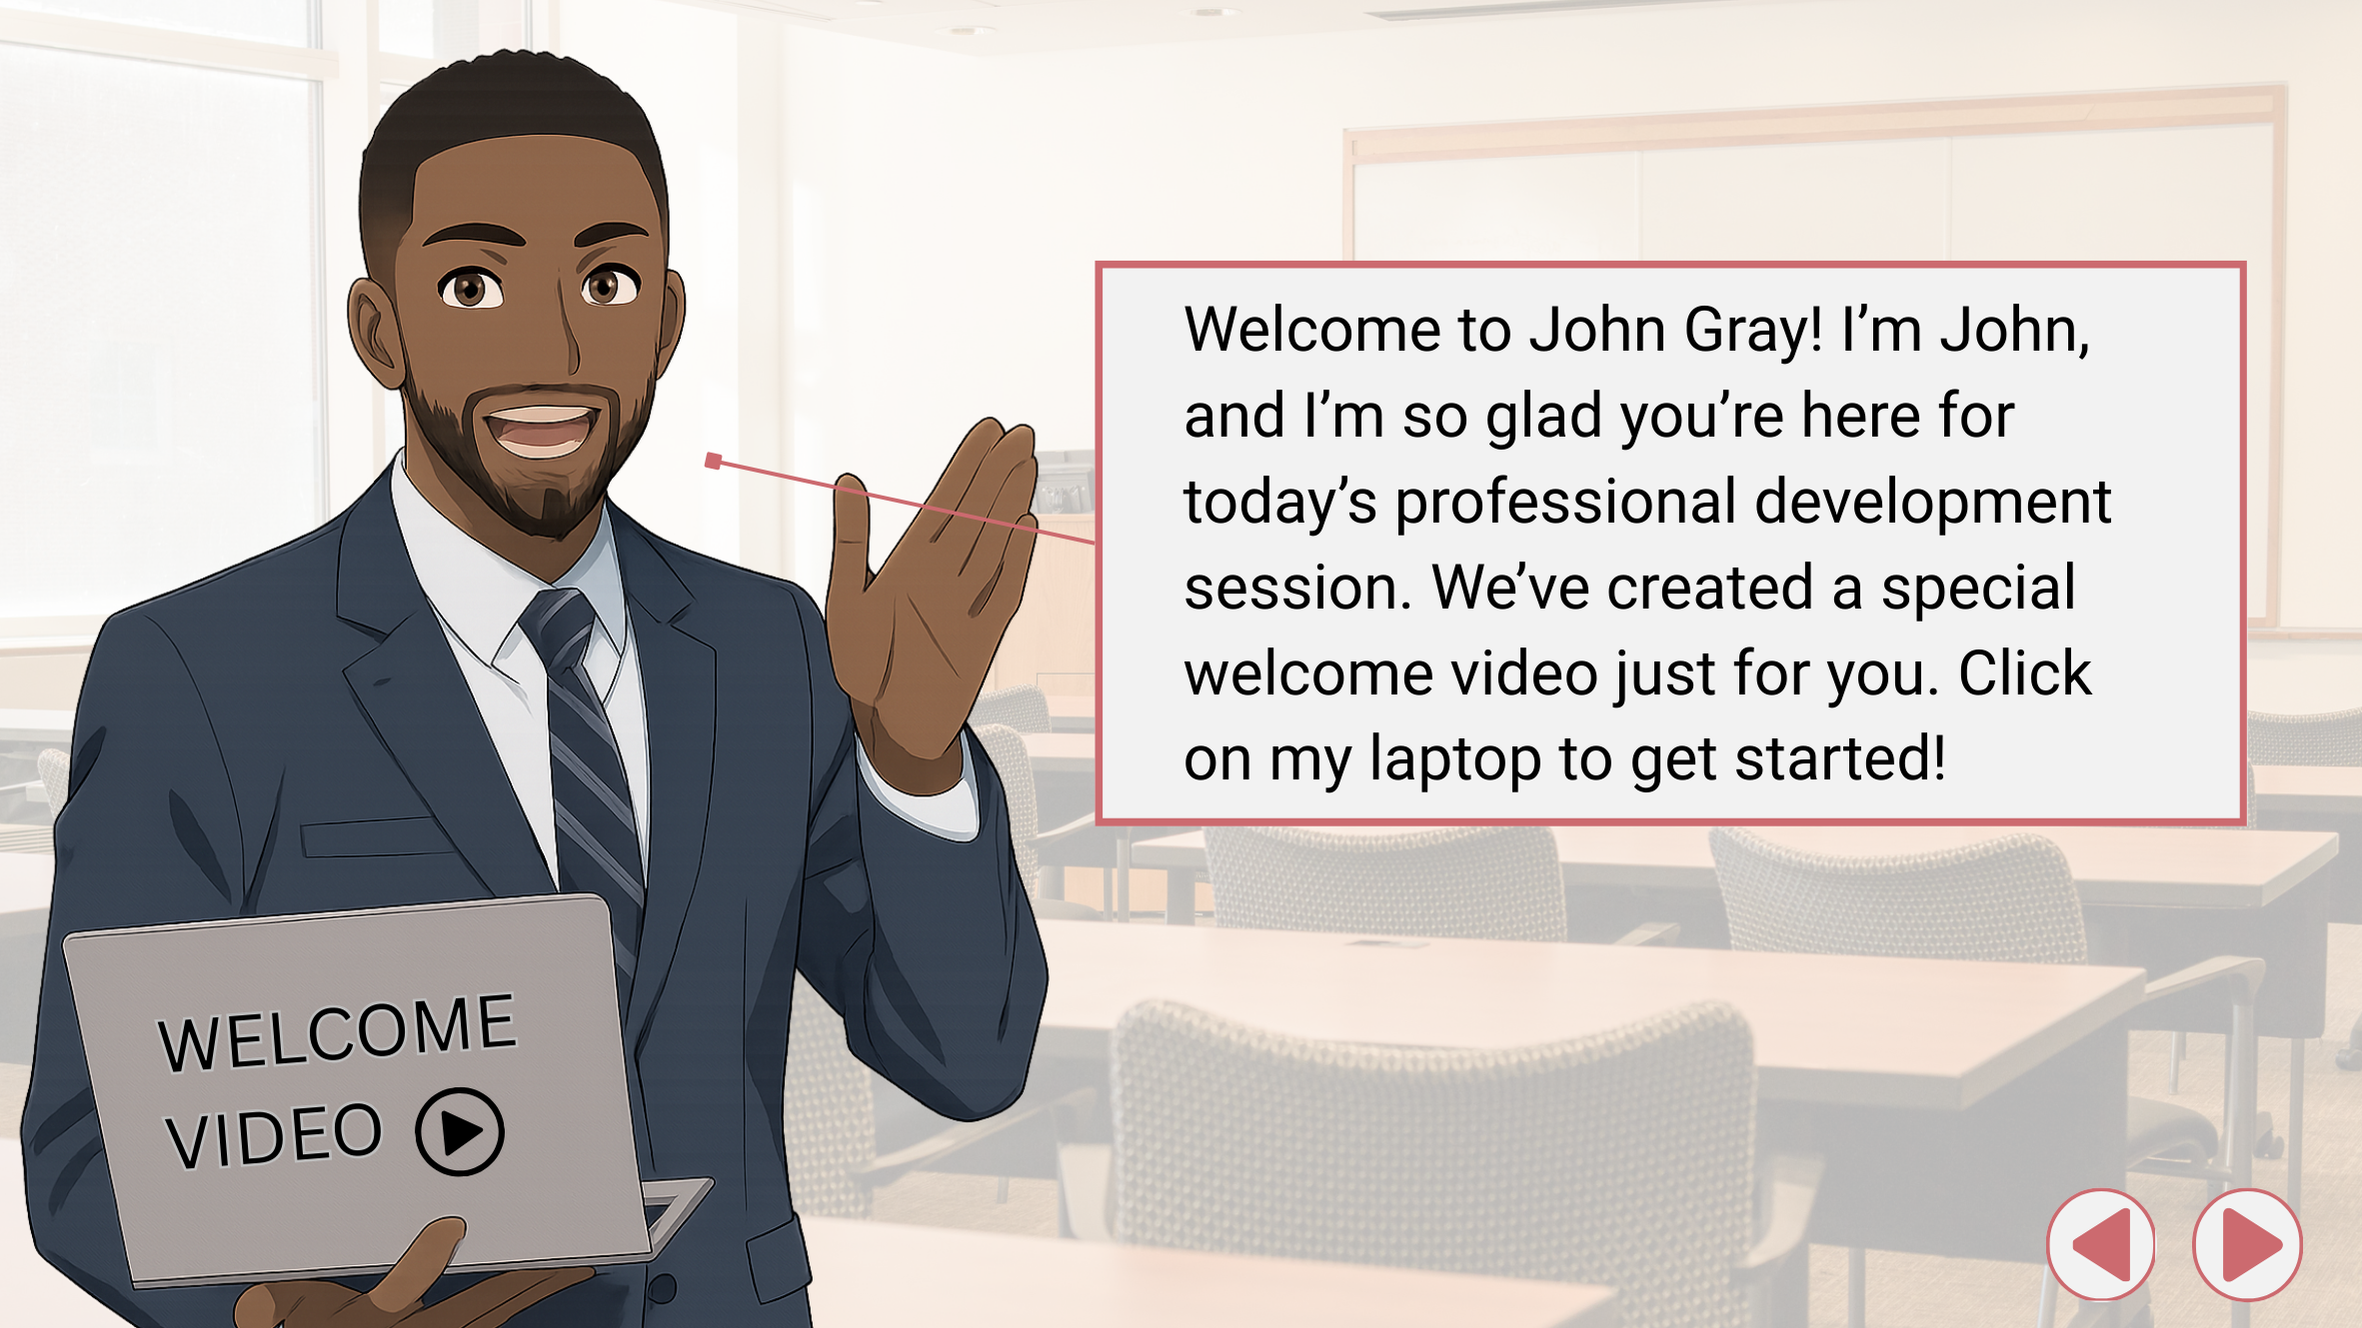 Welcome to John Gray! I’m John,
and I’m so glad you’re here for
today’s professional development
session. We’ve created a special
welcome video just for you. Click
on my laptop to get started!
WELCOME
VIDEO